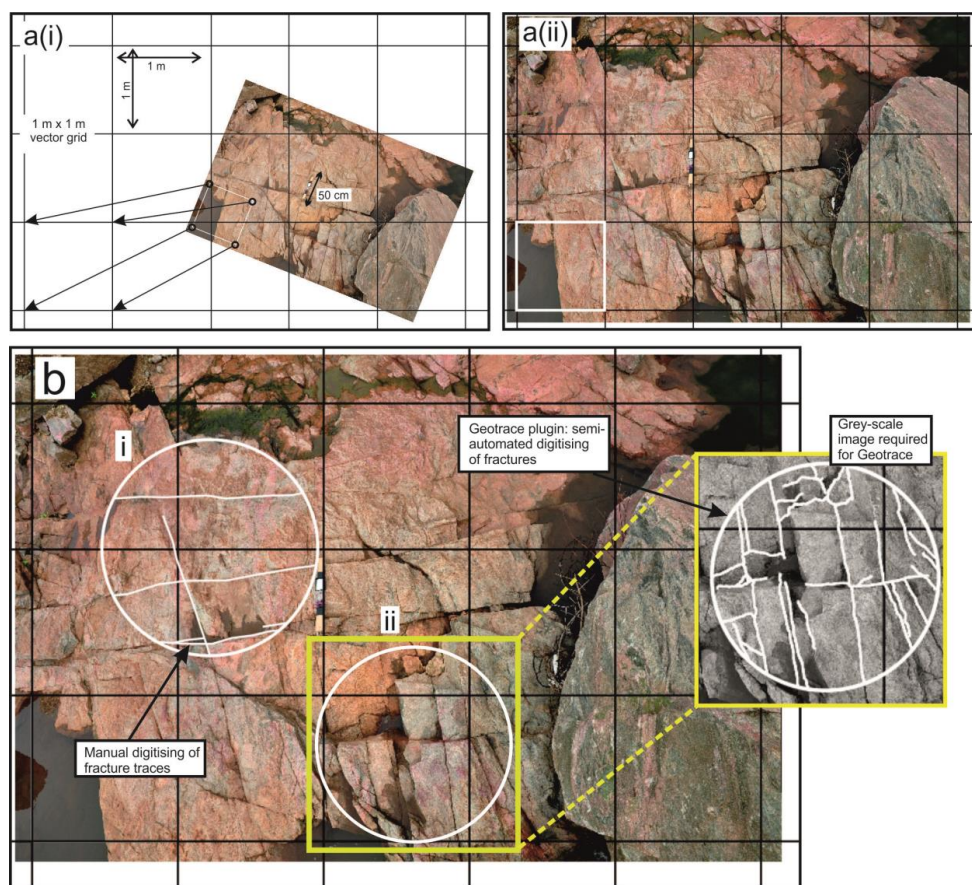 a(i)
1 m
1 m
1 m x 1 m
vector grid
50 cm
a(ii)
b
i
Geotrace plugin: semi-
automated digitising
of fractures
Grey-scale
image required
for Geotrace
ii
Manual digitising of
fracture traces